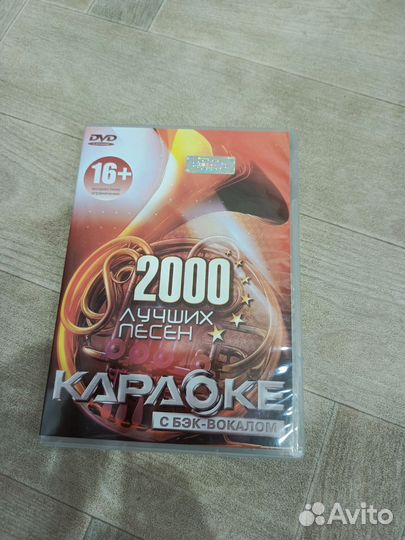 DVD
16+
2000
ЛУЧШИХ
ПЕСЕН
КАРАОКЕ
С БЭК-ВОКАЛОМ
Avito